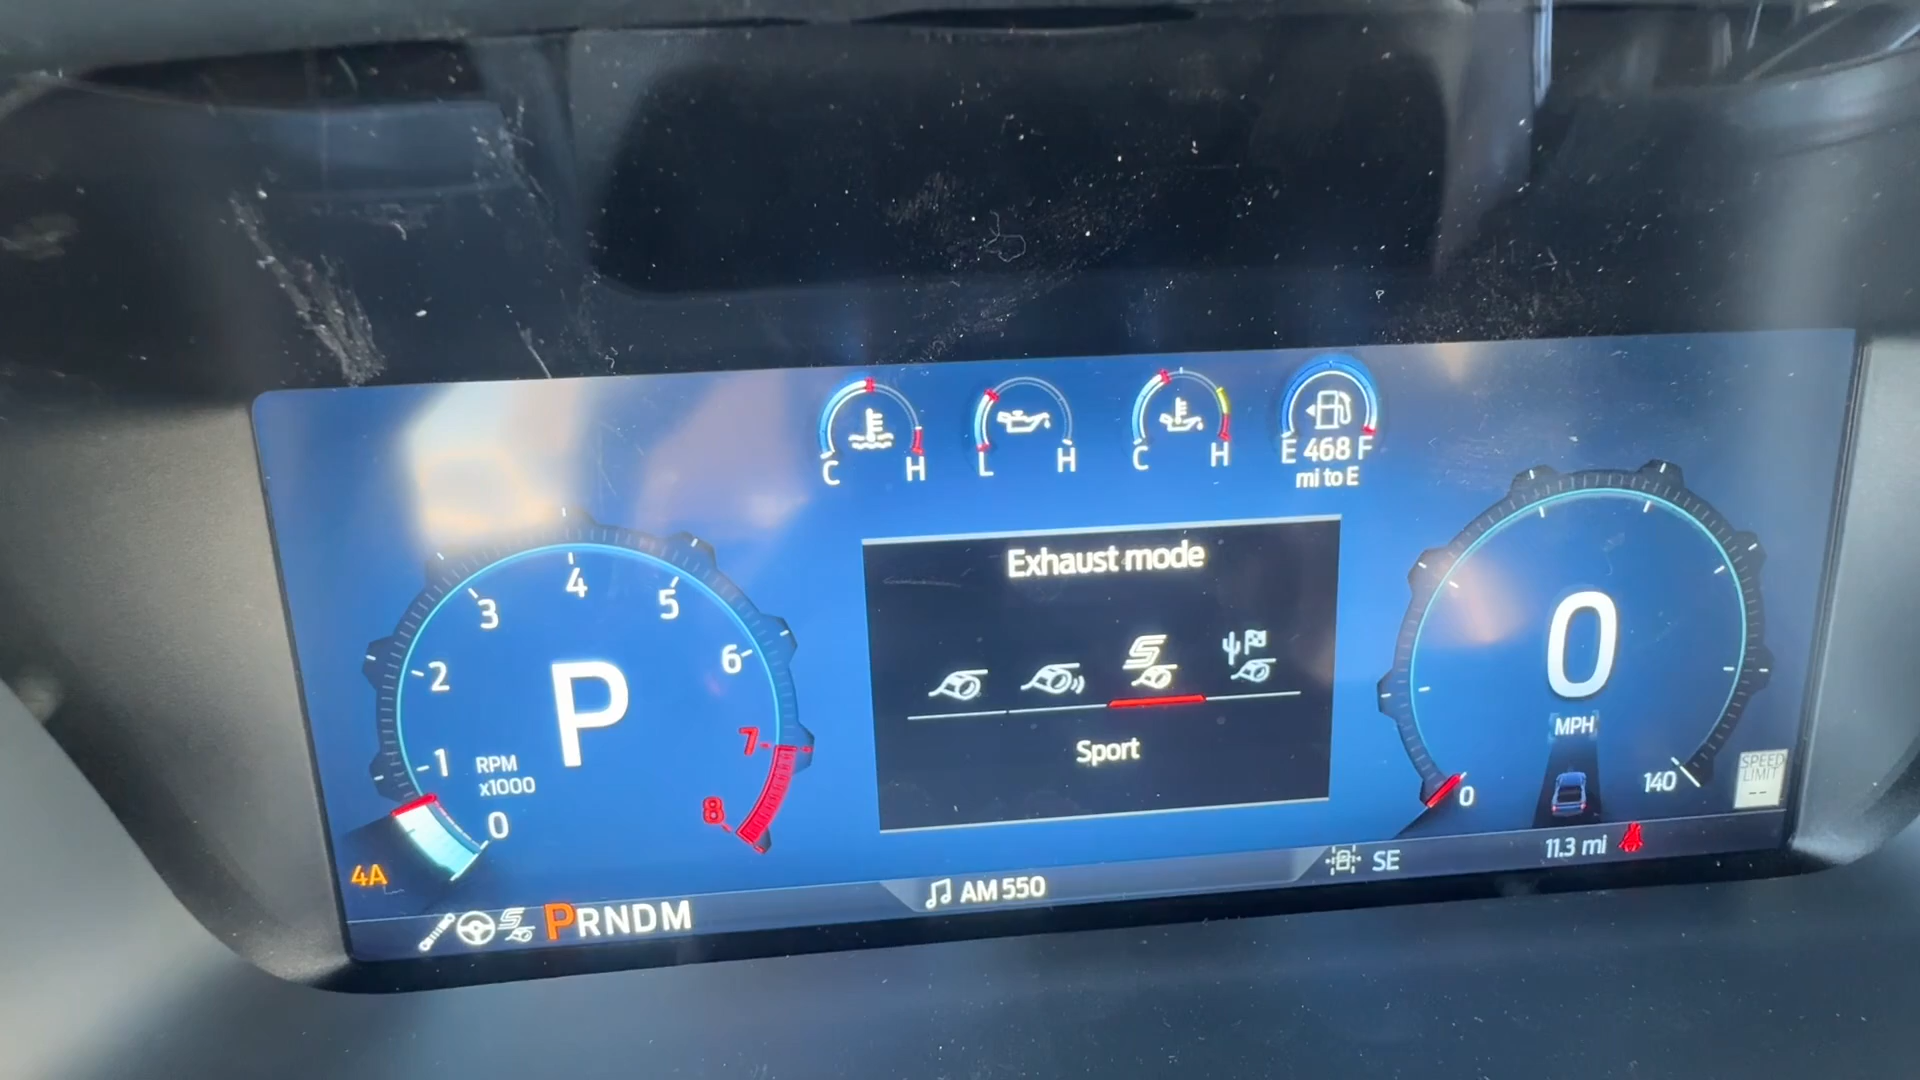 C H
L H
C H
E 468 F
mi to E
Exhaust mode
Sport
0
1
2
3
4
5
6
7
8
RPM
x1000
P
0
MPH
0
140
SPEED
LIMIT
--
4A
PRNDM
AM 550
SE
11.3 mi